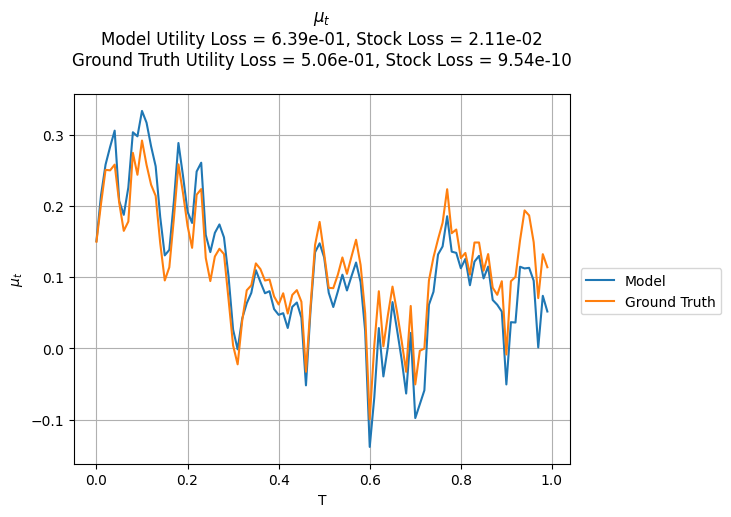 μ_t
Model Utility Loss = 6.39e-01, Stock Loss = 2.11e-02
Ground Truth Utility Loss = 5.06e-01, Stock Loss = 9.54e-10
0.3
0.2
0.1
0.0
−0.1
μ_t
0.0 0.2 0.4 0.6 0.8 1.0
T
Model
Ground Truth